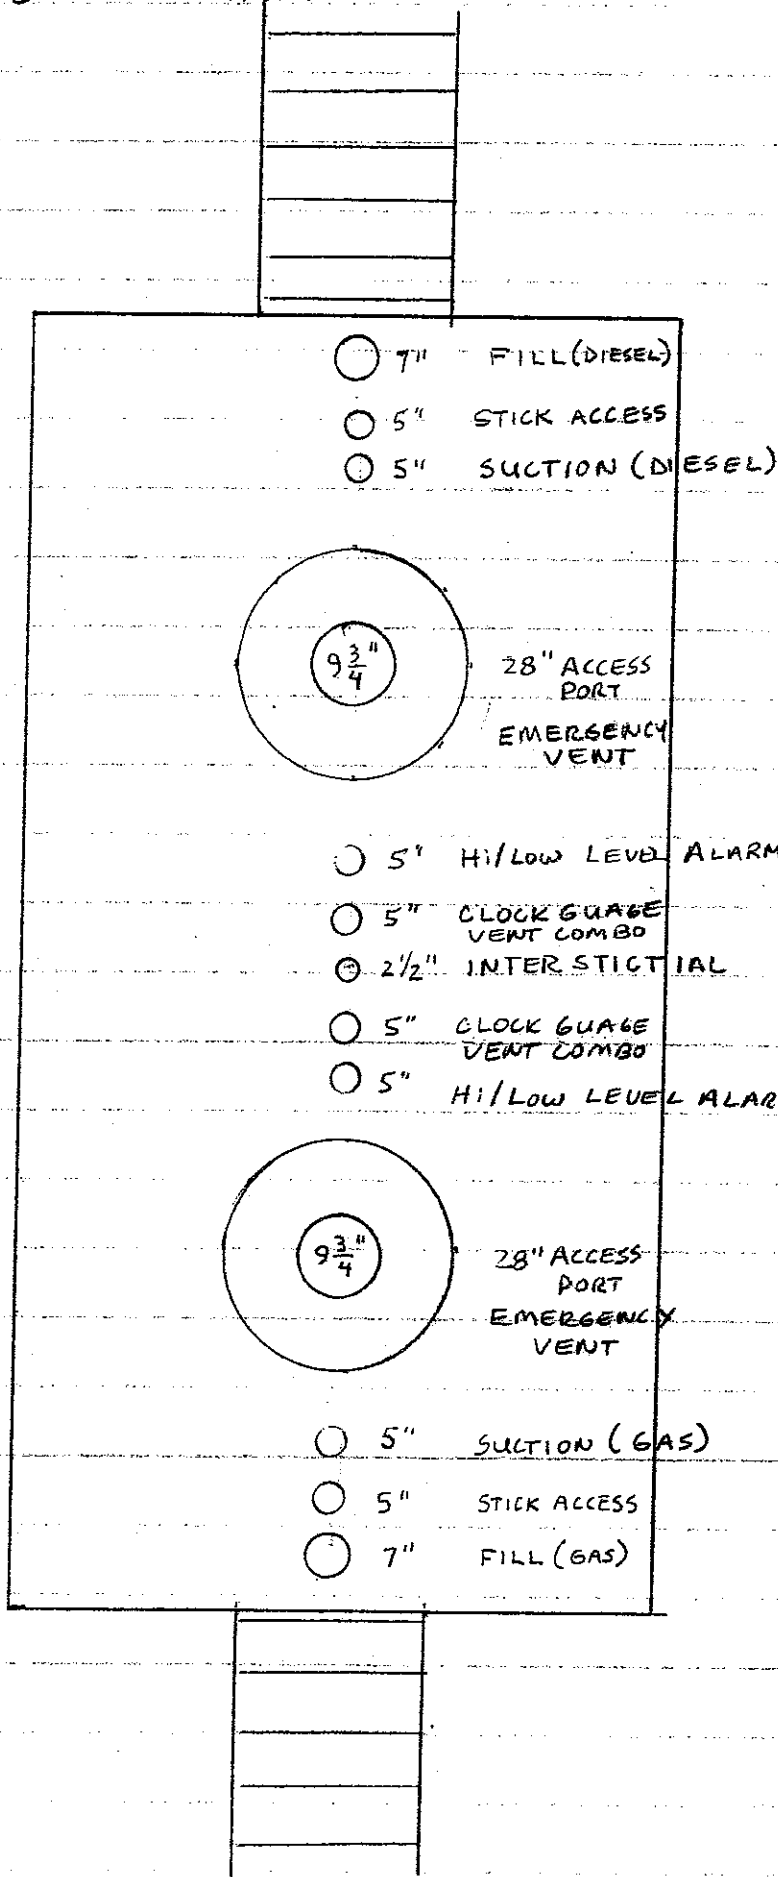 7" FILL (DIESEL)
5" STICK ACCESS
5" SUCTION (DIESEL)
9 3/4"
28" ACCESS
PORT
EMERGENCY
VENT
5" Hi/Low LEVEL ALARM
5" CLOCK GUAGE
VENT COMBO
2 1/2" INTERSTICTIAL
5" CLOCK GUAGE
VENT COMBO
5" Hi/Low LEVEL ALAR
9 3/4"
28" ACCESS
PORT
EMERGENCY
VENT
5" SUCTION (GAS)
5" STICK ACCESS
7" FILL (GAS)